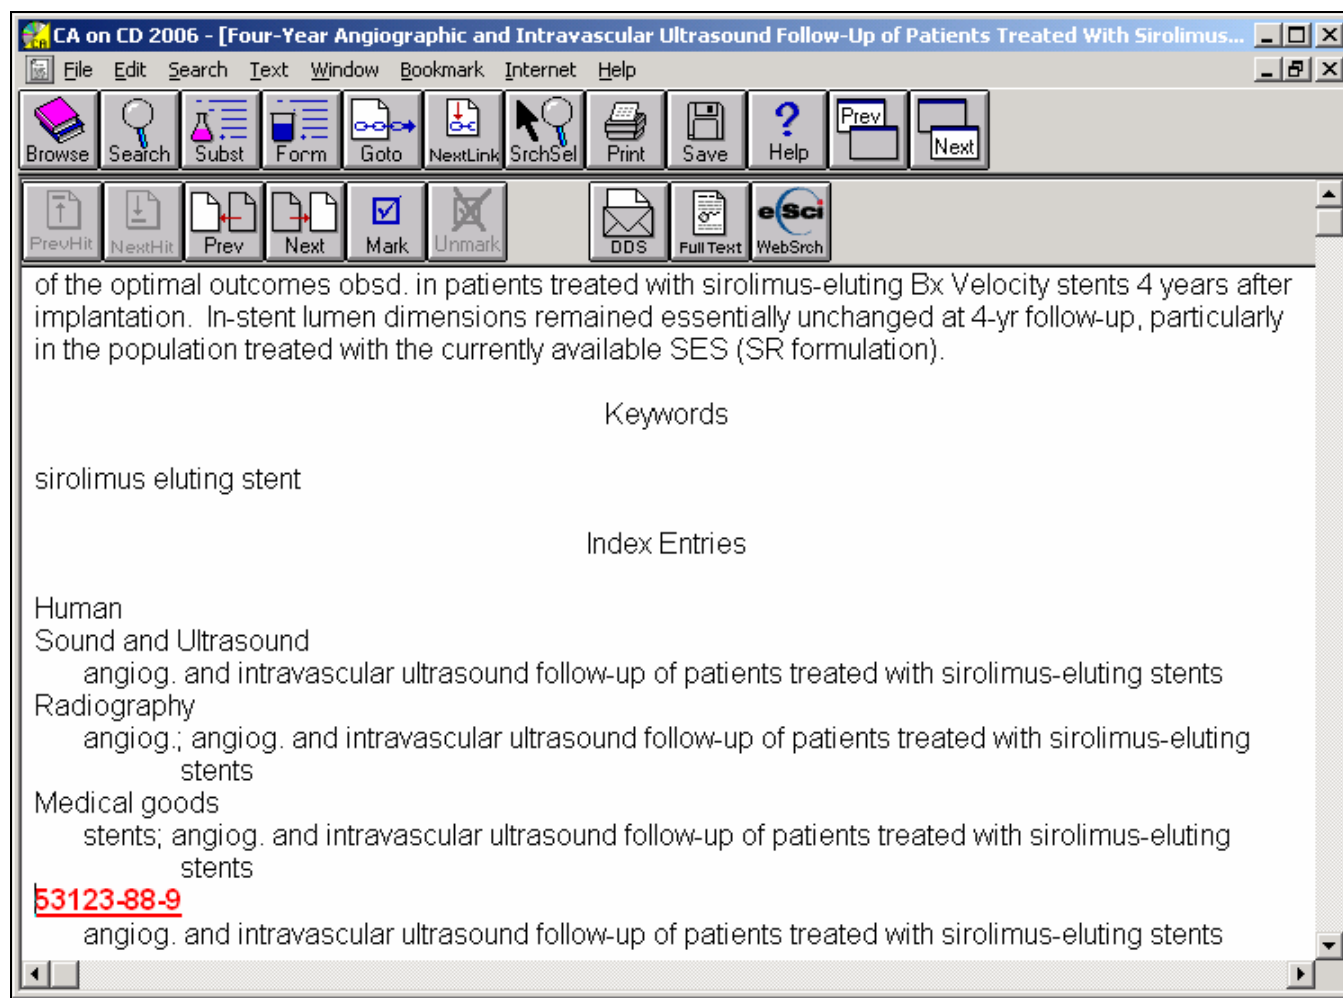 CA on CD 2006 - [Four-Year Angiographic and Intravascular Ultrasound Follow-Up of Patients Treated With Sirolimus...
File Edit Search Text Window Bookmark Internet Help
Browse Search Subst Form Goto NextLink SrchSel Print Save Help Prev Next
PrevHit NextHit Prev Next Mark Unmark DDS Full Text eSci WebSrch
of the optimal outcomes obsd. in patients treated with sirolimus-eluting Bx Velocity stents 4 years after
implantation. In-stent lumen dimensions remained essentially unchanged at 4-yr follow-up, particularly
in the population treated with the currently available SES (SR formulation).
Keywords
sirolimus eluting stent
Index Entries
Human
Sound and Ultrasound
angiog. and intravascular ultrasound follow-up of patients treated with sirolimus-eluting stents
Radiography
angiog.; angiog. and intravascular ultrasound follow-up of patients treated with sirolimus-eluting
stents
Medical goods
stents; angiog. and intravascular ultrasound follow-up of patients treated with sirolimus-eluting
stents
53123-88-9
angiog. and intravascular ultrasound follow-up of patients treated with sirolimus-eluting stents